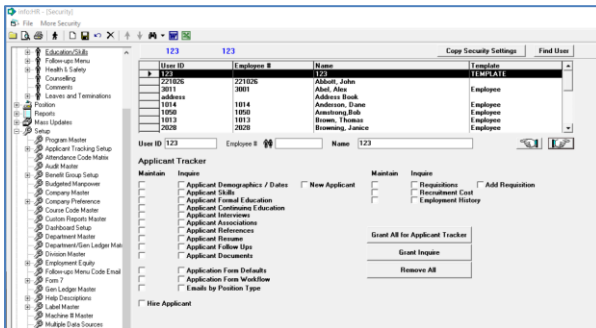 infoHR - [Security]
File More Security
Education/Skills
Follow-ups Menu
Health & Safety
Counselling
Comments
Leaves and Terminations
Position
Reports
Mass Updates
Setup
Program Master
Applicant Tracking Setup
Attendance Code Matrix
Audit Master
Benefit Group Setup
Budgeted Manpower
Company Master
Company Preference
Course Code Master
Custom Reports Master
Dashboard Setup
Department Master
Department/Gen Ledger Mat
Division Master
Employment Equity
Follow-ups Menu Code Email
Form 7
Gen Ledger Master
Help Descriptions
Label Master
Machine # Master
Multiple Data Sources
123 123 Copy Security Settings Find User
User ID Employee # Name Template
123 123 TEMPLATE
221026 221026 Abbott, John
3011 3001 Abel, Alex Employee
address Address Book
1014 1014 Anderson, Dane Employee
1050 1050 Armstrong,Bob Employee
1013 1013 Brown, Thomas Employee
2028 2028 Browning, Janice Employee
User ID 123 Employee # Name 123
Applicant Tracker
Maintain Inquire Maintain Inquire
Applicant Demographics / Dates New Applicant Requisitions Add Requisition
Applicant Skills Recruitment Cost
Applicant Formal Education Employment History
Applicant Continuing Education
Applicant Interviews
Applicant Associations
Applicant References Grant All for Applicant Tracker
Applicant Resume
Applicant Follow Ups Grant Inquire
Applicant Documents
Application Form Defaults Remove All
Application Form Workflow
Emails by Position Type
Hire Applicant